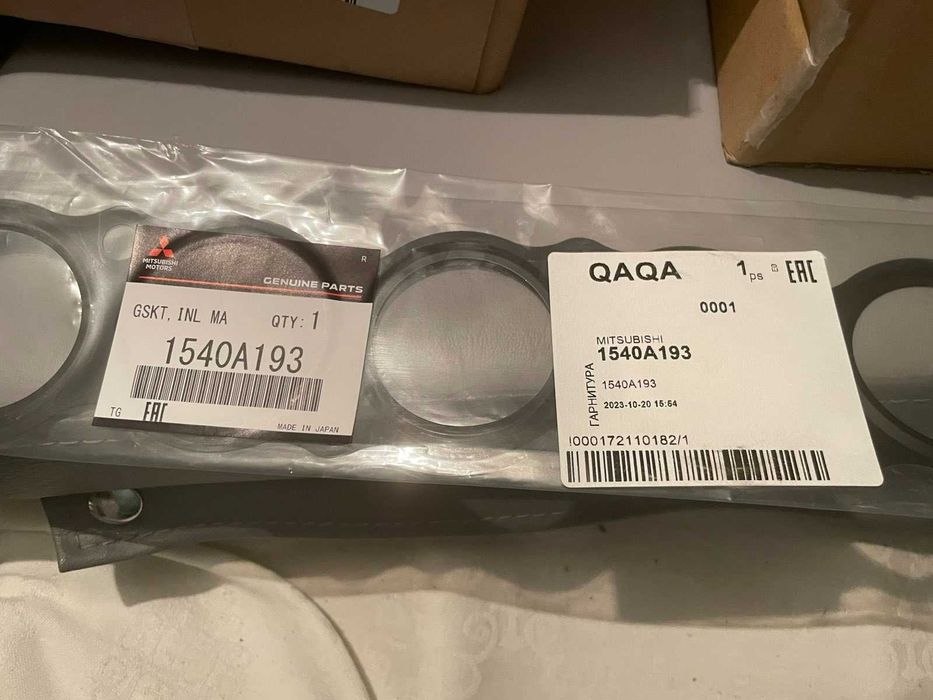 MITSUBISHI
MOTORS
R
GENUINE PARTS
GSKT, INL MA
QTY: 1
1540A193
TG
EAC
MADE IN JAPAN
QAQA
1 ps
EAC
0001
MITSUBISHI
1540A193
ГАРНИТУРА
1540A193
2023-10-20 15:54
!000172110182/1